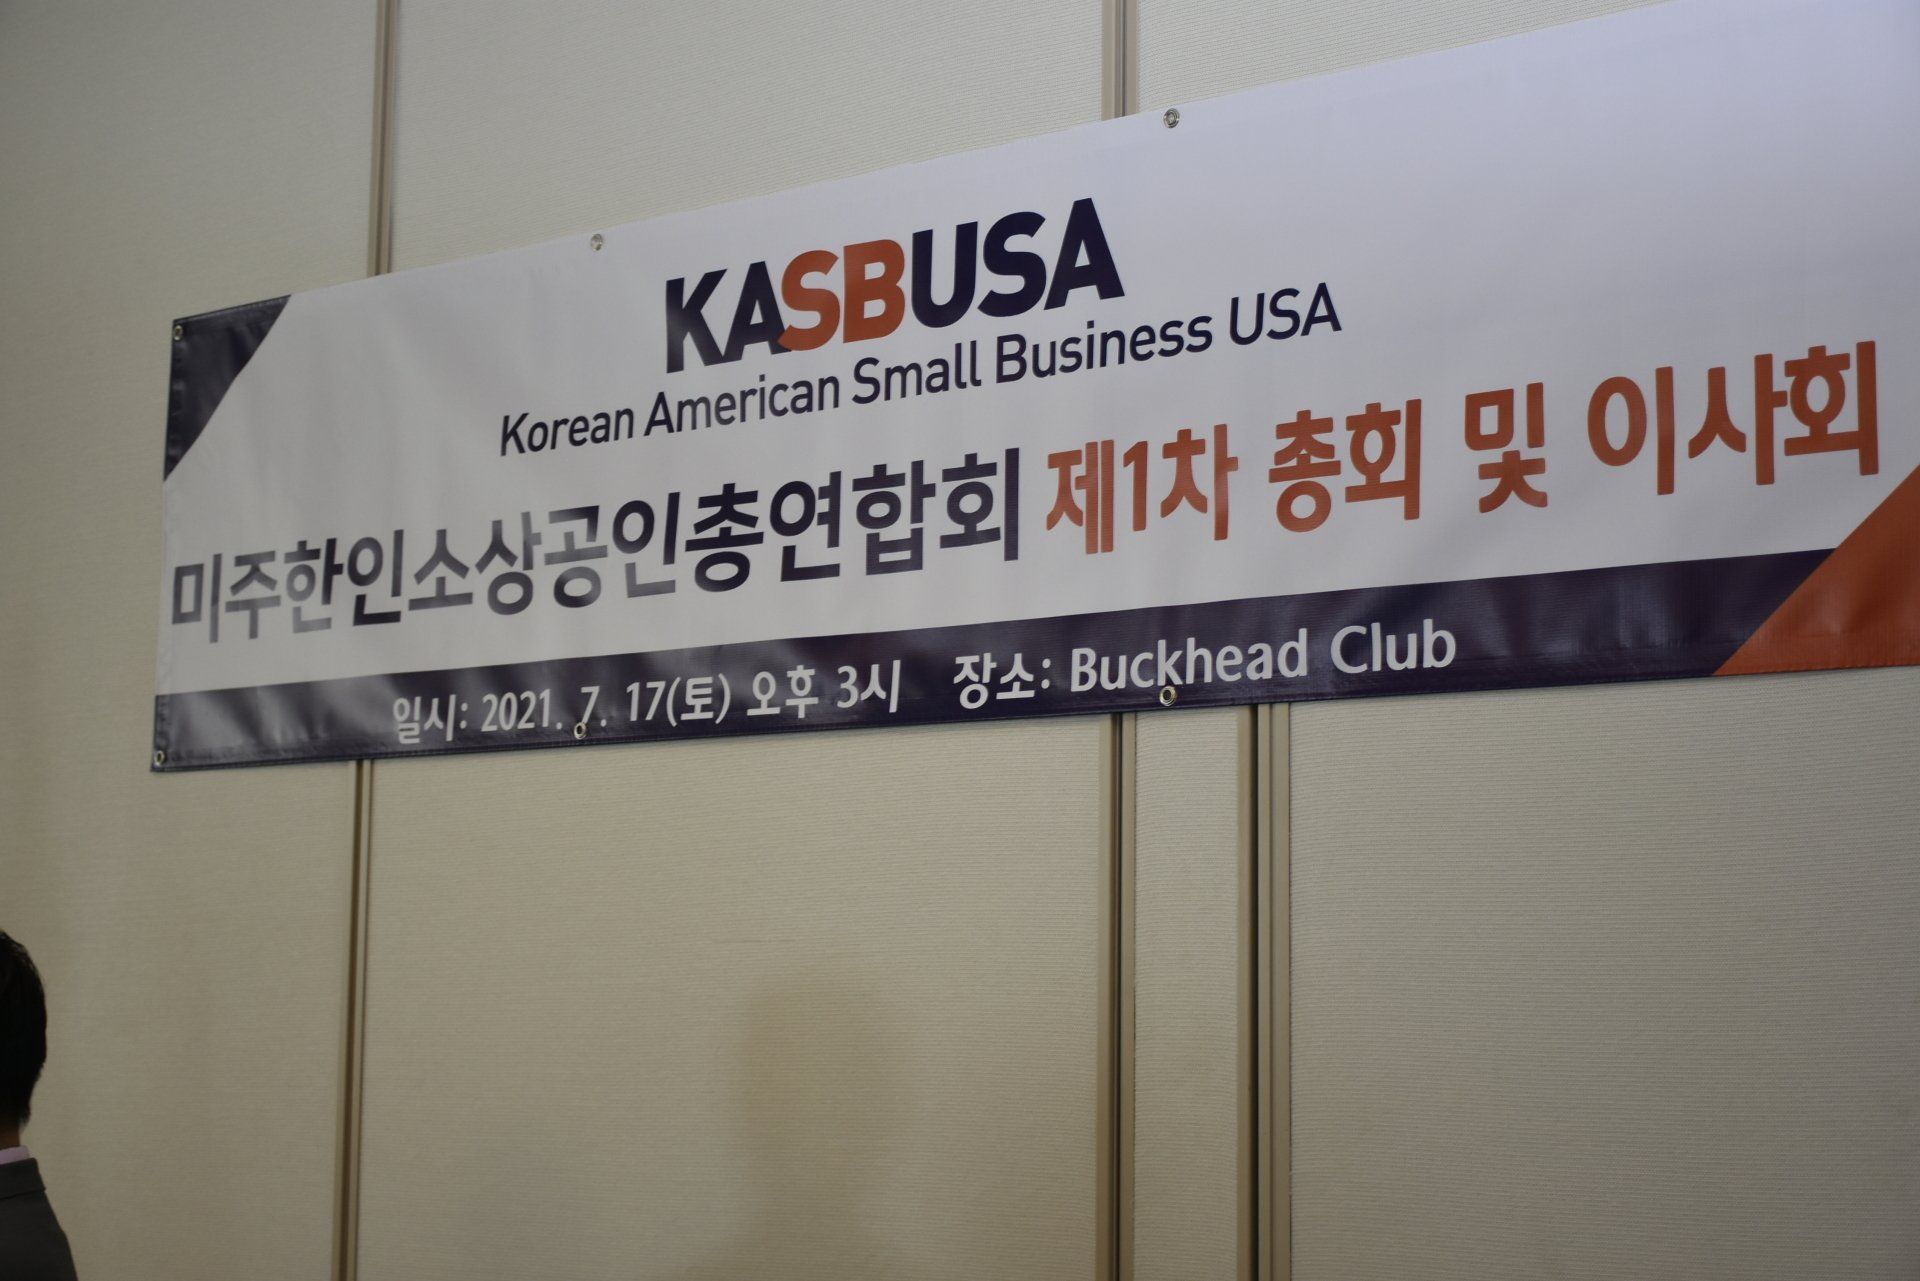 KASBUSA
Korean American Small Business USA
미주한인소상공인총연합회 제1차 총회 및 이사회
일시: 2021. 7. 17(토) 오후 3시 장소: Buckhead Club